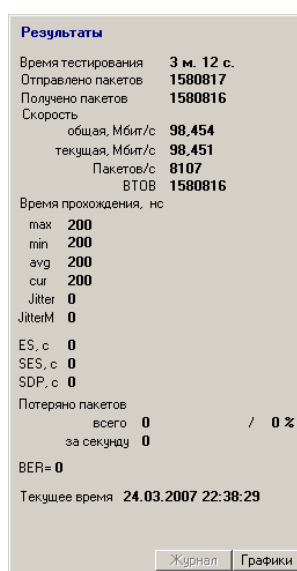 Результаты
Время тестирования 3 м. 12 с.
Отправлено пакетов 1580817
Получено пакетов 1580816
Скорость
общая, Мбит/с 98,454
текущая, Мбит/с 98,451
Пакетов/с 8107
BTOB 1580816
Время прохождения, нс
max 200
min 200
avg 200
cur 200
Jitter 0
JitterM 0
ES, с 0
SES, с 0
SDP, с 0
Потеряно пакетов
всего 0 / 0 %
за секунду 0
BER= 0
Текущее время 24.03.2007 22:38:29
Журнал Графики